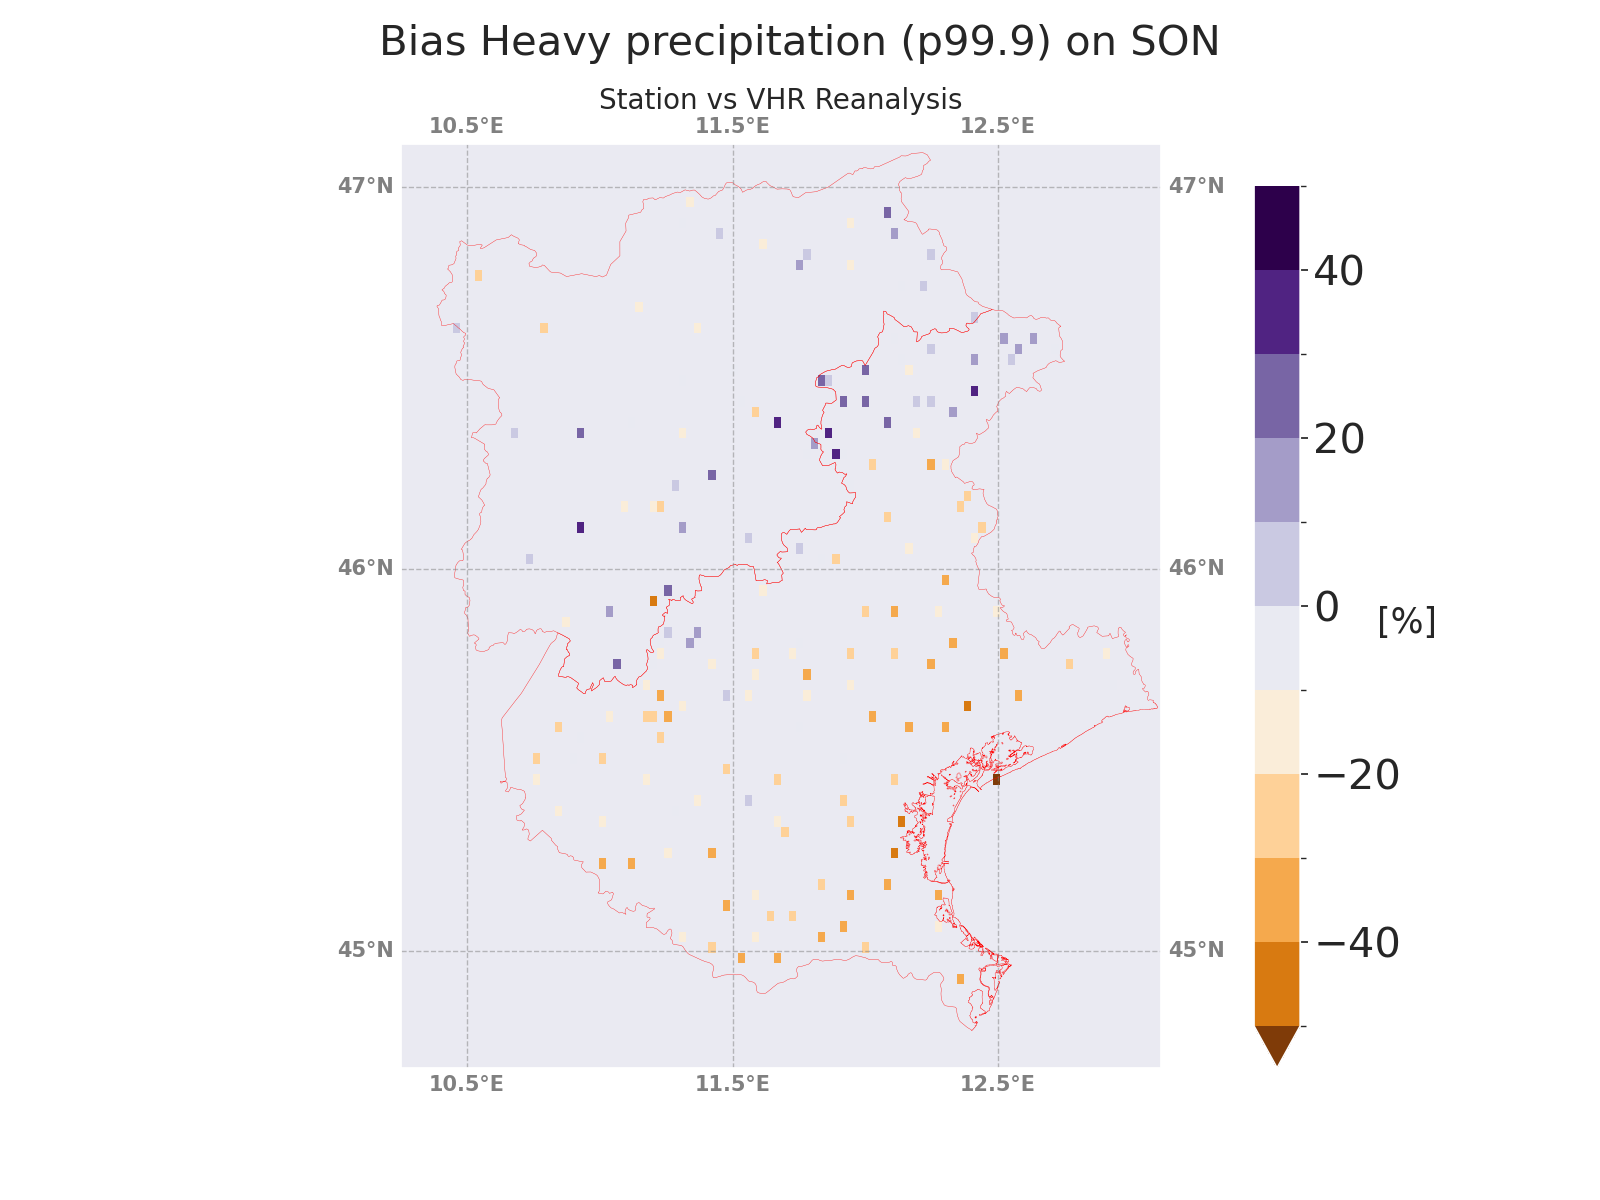 Bias Heavy precipitation (p99.9) on SON
Station vs VHR Reanalysis
10.5°E 11.5°E 12.5°E
47°N 47°N
46°N 46°N
45°N 45°N
10.5°E 11.5°E 12.5°E
40
20
0
[%]
−20
−40